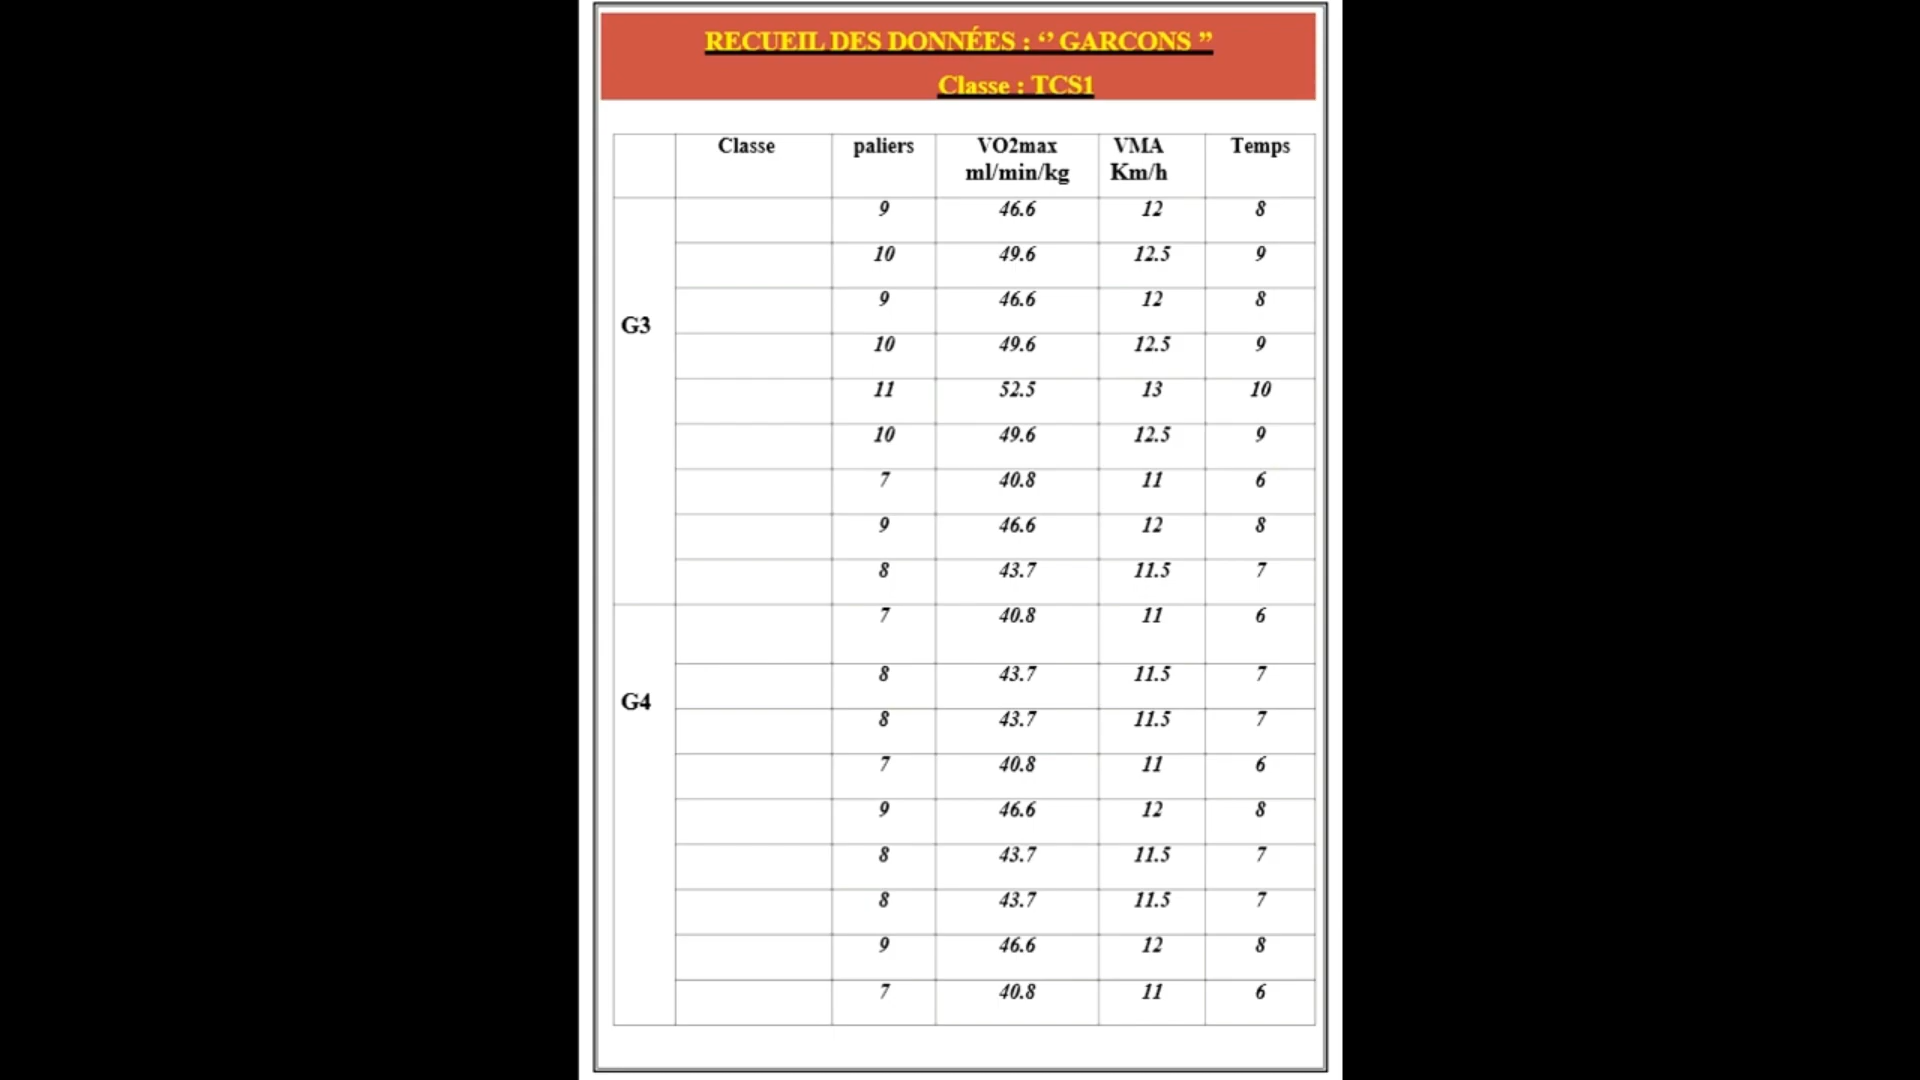 RECUEIL DES DONNÉES : ‘’ GARCONS ’’
Classe : TCS1
Classe paliers VO2max ml/min/kg VMA Km/h Temps
G3
9 46.6 12 8
10 49.6 12.5 9
9 46.6 12 8
10 49.6 12.5 9
11 52.5 13 10
10 49.6 12.5 9
7 40.8 11 6
9 46.6 12 8
8 43.7 11.5 7
G4
7 40.8 11 6
8 43.7 11.5 7
8 43.7 11.5 7
7 40.8 11 6
9 46.6 12 8
8 43.7 11.5 7
8 43.7 11.5 7
9 46.6 12 8
7 40.8 11 6